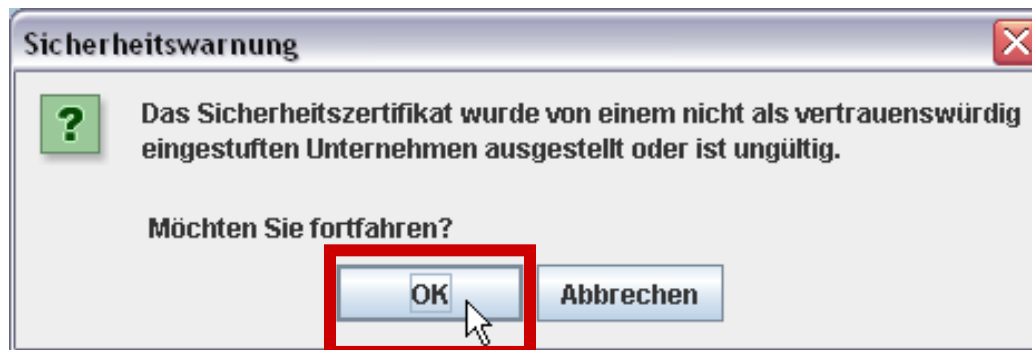 Sicherheitswarnung
Das Sicherheitszertifikat wurde von einem nicht als vertrauenswürdig
eingestuften Unternehmen ausgestellt oder ist ungültig.
Möchten Sie fortfahren?
OK Abbrechen